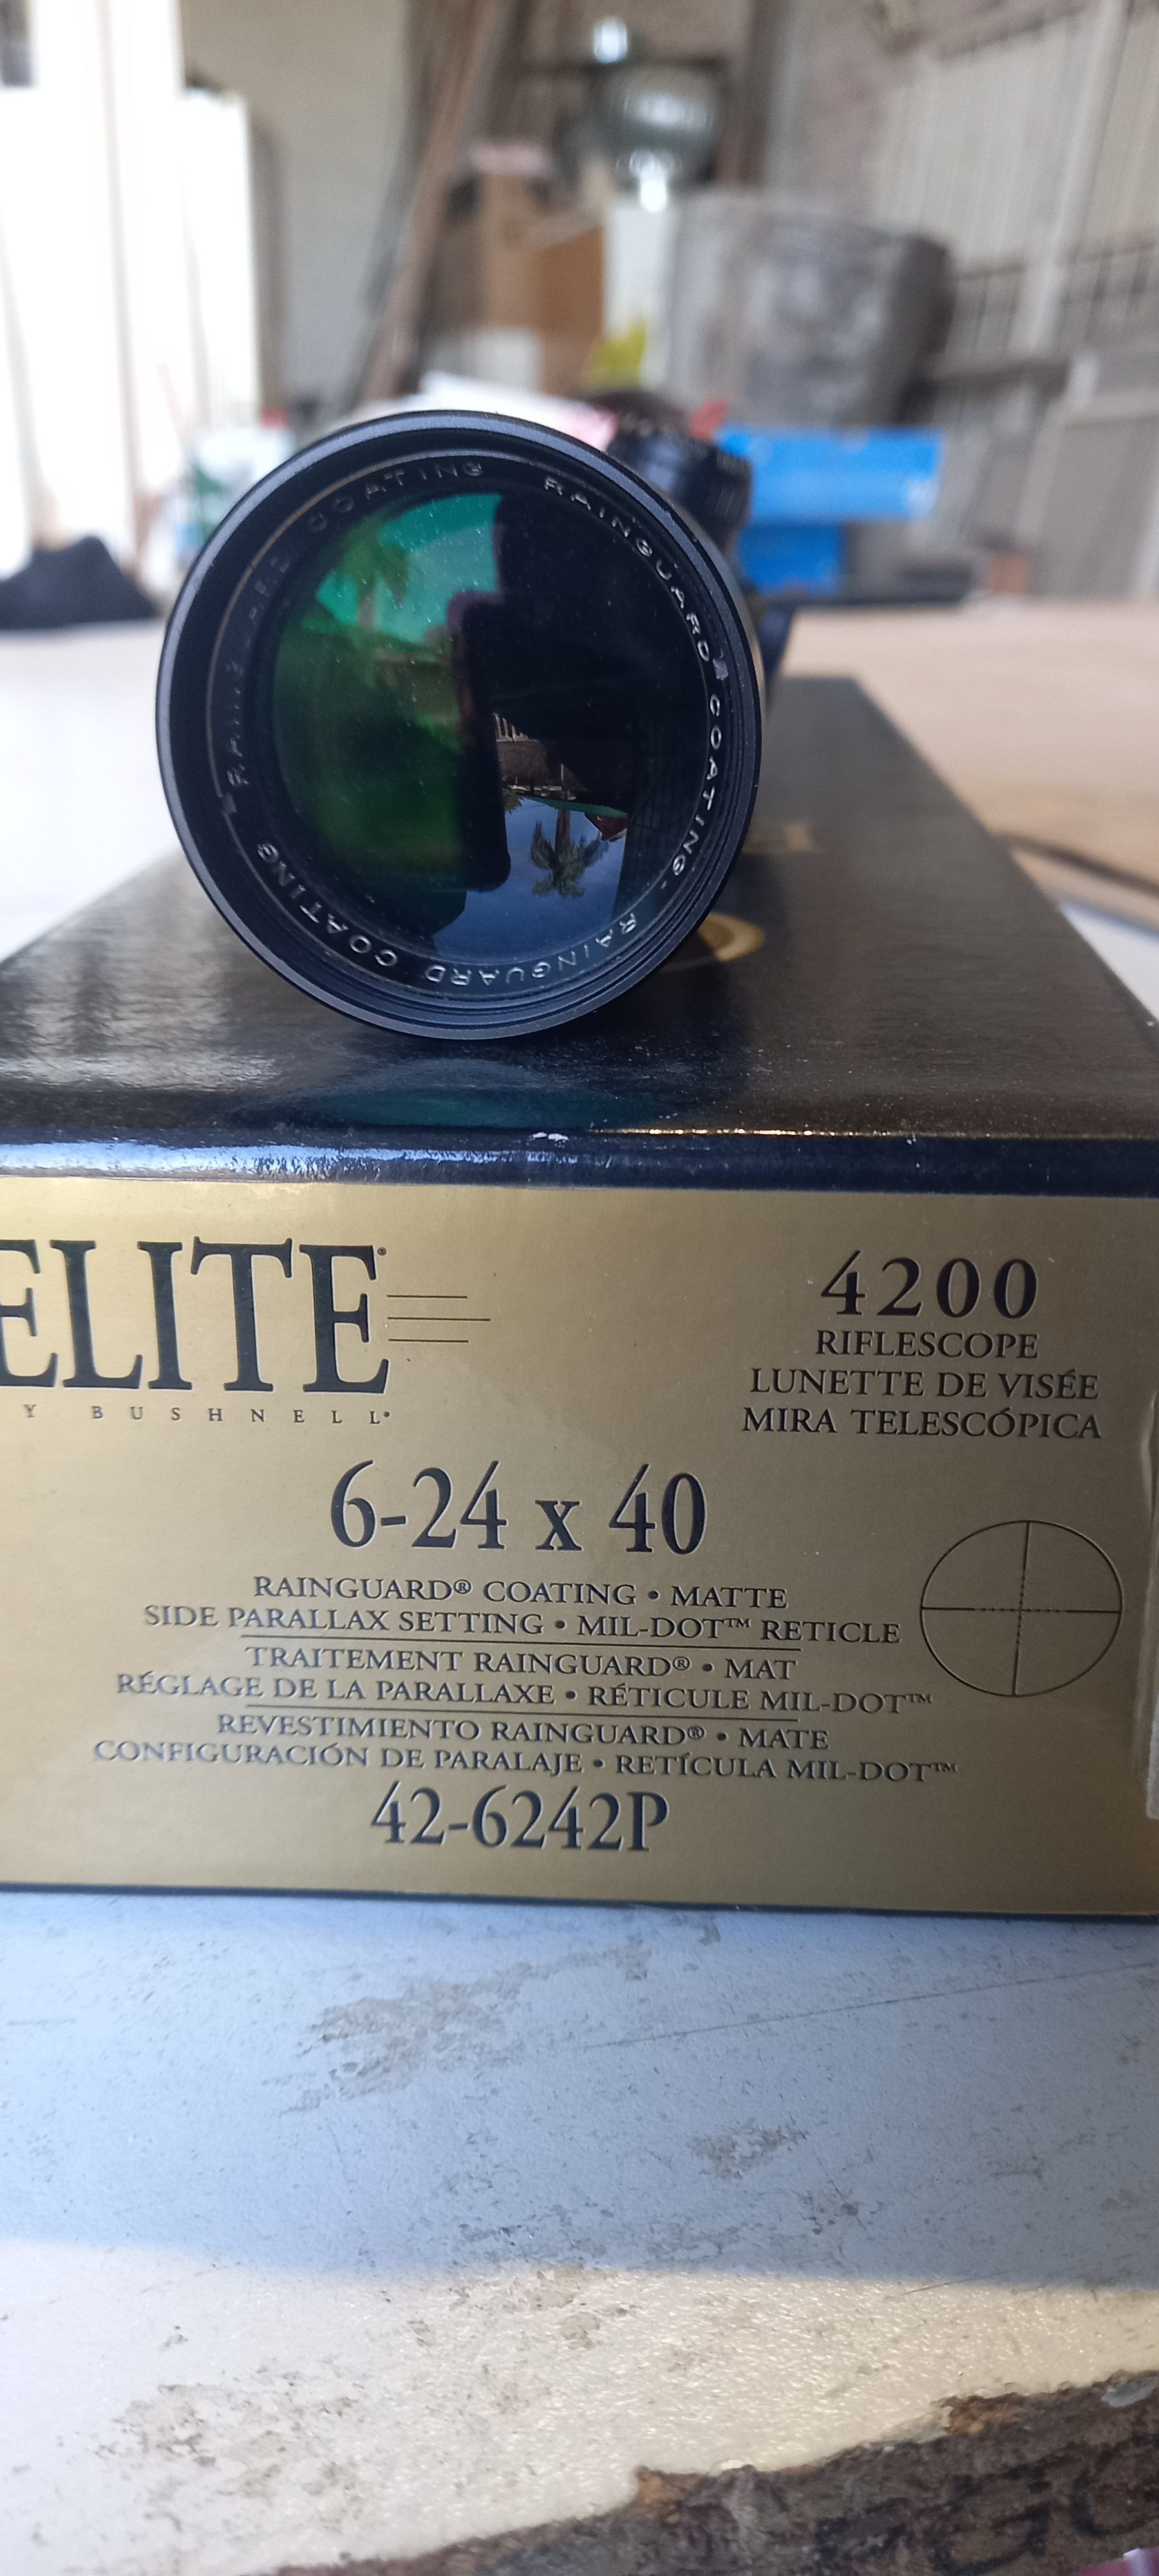 COATING RAINGUARD® COATING · RAINGUARD COATING
ELITE®
Y BUSHNELL®
4200
RIFLESCOPE
LUNETTE DE VISÉE
MIRA TELESCÓPICA
6-24 x 40
RAINGUARD® COATING • MATTE
SIDE PARALLAX SETTING • MIL-DOT™ RETICLE
TRAITEMENT RAINGUARD® • MAT
RÉGLAGE DE LA PARALLAXE • RÉTICULE MIL-DOT™
REVESTIMIENTO RAINGUARD® • MATE
CONFIGURACIÓN DE PARALAJE • RETÍCULA MIL-DOT™
42-6242P